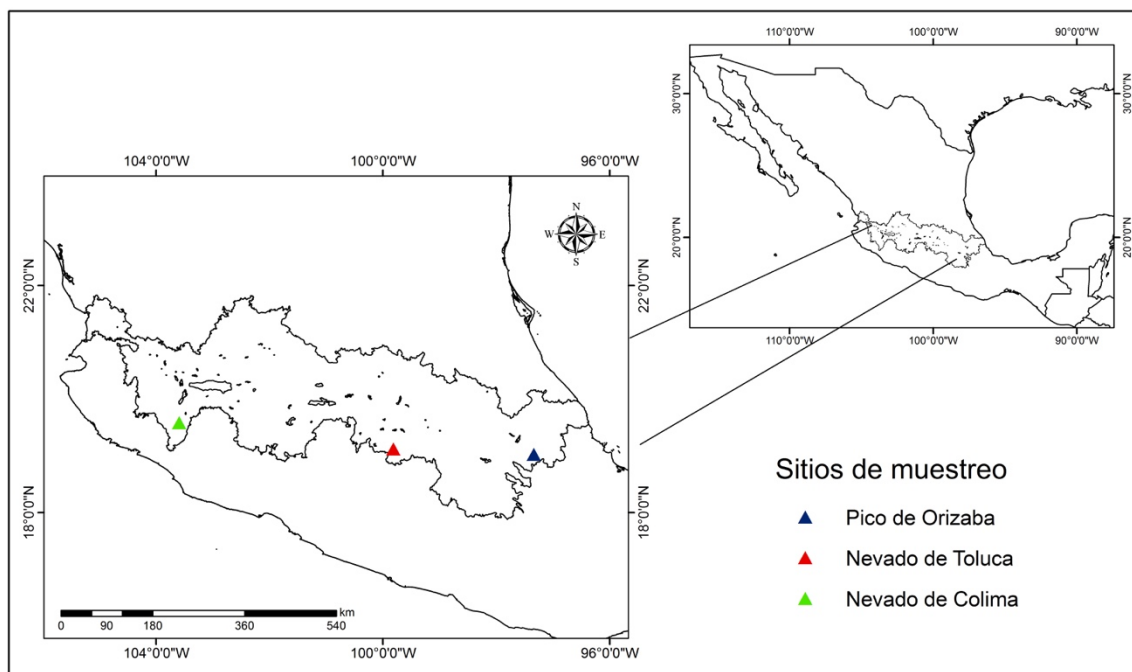 110°0'0"W 100°0'0"W 90°0'0"W
30°0'0"N 30°0'0"N
20°0'0"N 20°0'0"N
110°0'0"W 100°0'0"W 90°0'0"W
104°0'0"W 100°0'0"W 96°0'0"W
N
W E
S
22°0'0"N 22°0'0"N
18°0'0"N 18°0'0"N
km
0 90 180 360 540
104°0'0"W 100°0'0"W 96°0'0"W
Sitios de muestreo
Pico de Orizaba
Nevado de Toluca
Nevado de Colima